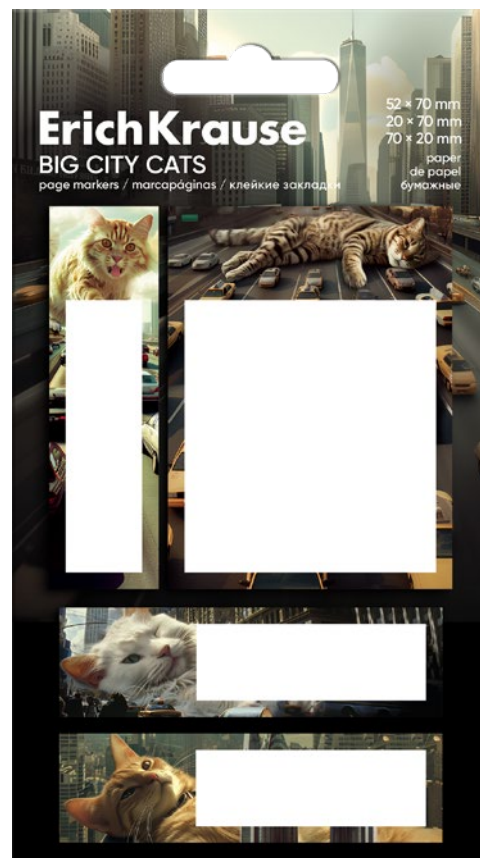 52 × 70 mm
20 × 70 mm
70 × 20 mm
ErichKrause
BIG CITY CATS
page markers / marcapáginas / клейкие закладки
paper
de papel
бумажные